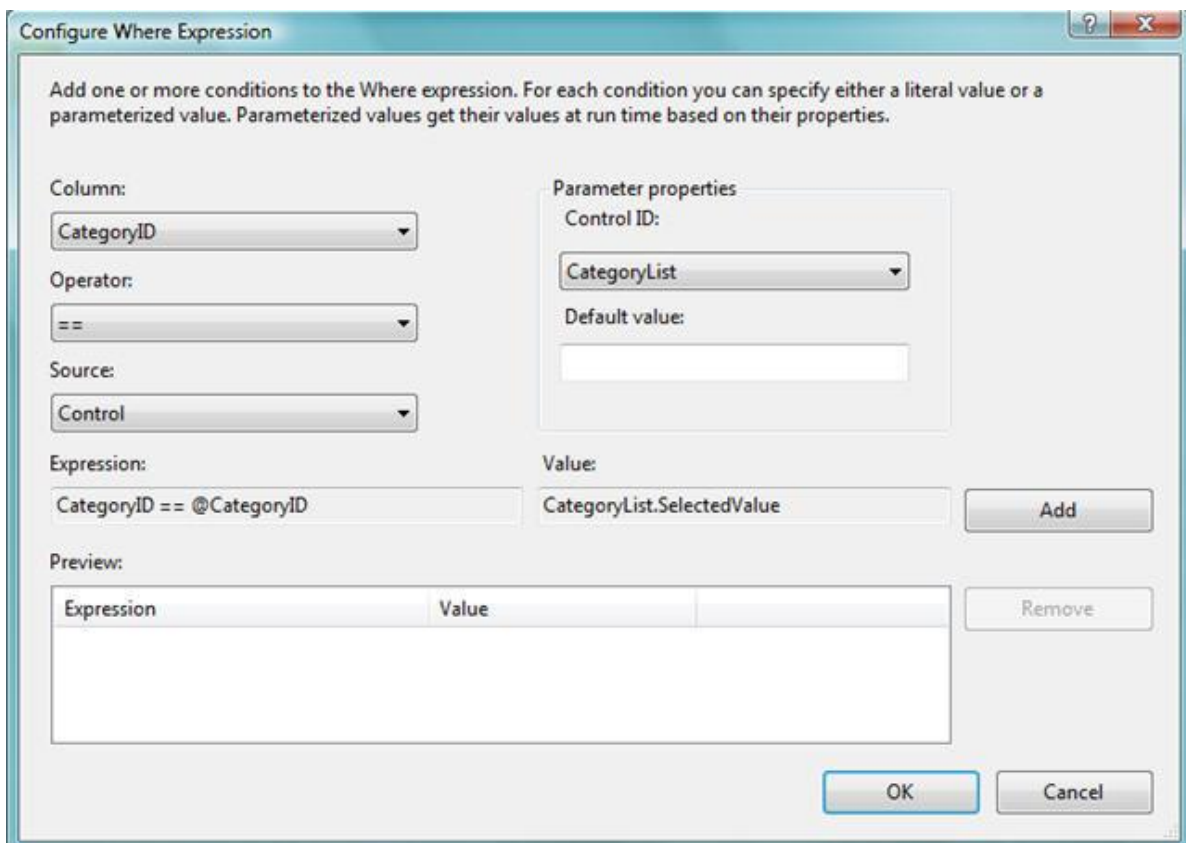 Configure Where Expression
Add one or more conditions to the Where expression. For each condition you can specify either a literal value or a
parameterized value. Parameterized values get their values at run time based on their properties.
Column:
CategoryID
Operator:
==
Source:
Control
Parameter properties
Control ID:
CategoryList
Default value:
Expression:
CategoryID == @CategoryID
Value:
CategoryList.SelectedValue
Add
Preview:
Expression Value
Remove
OK
Cancel